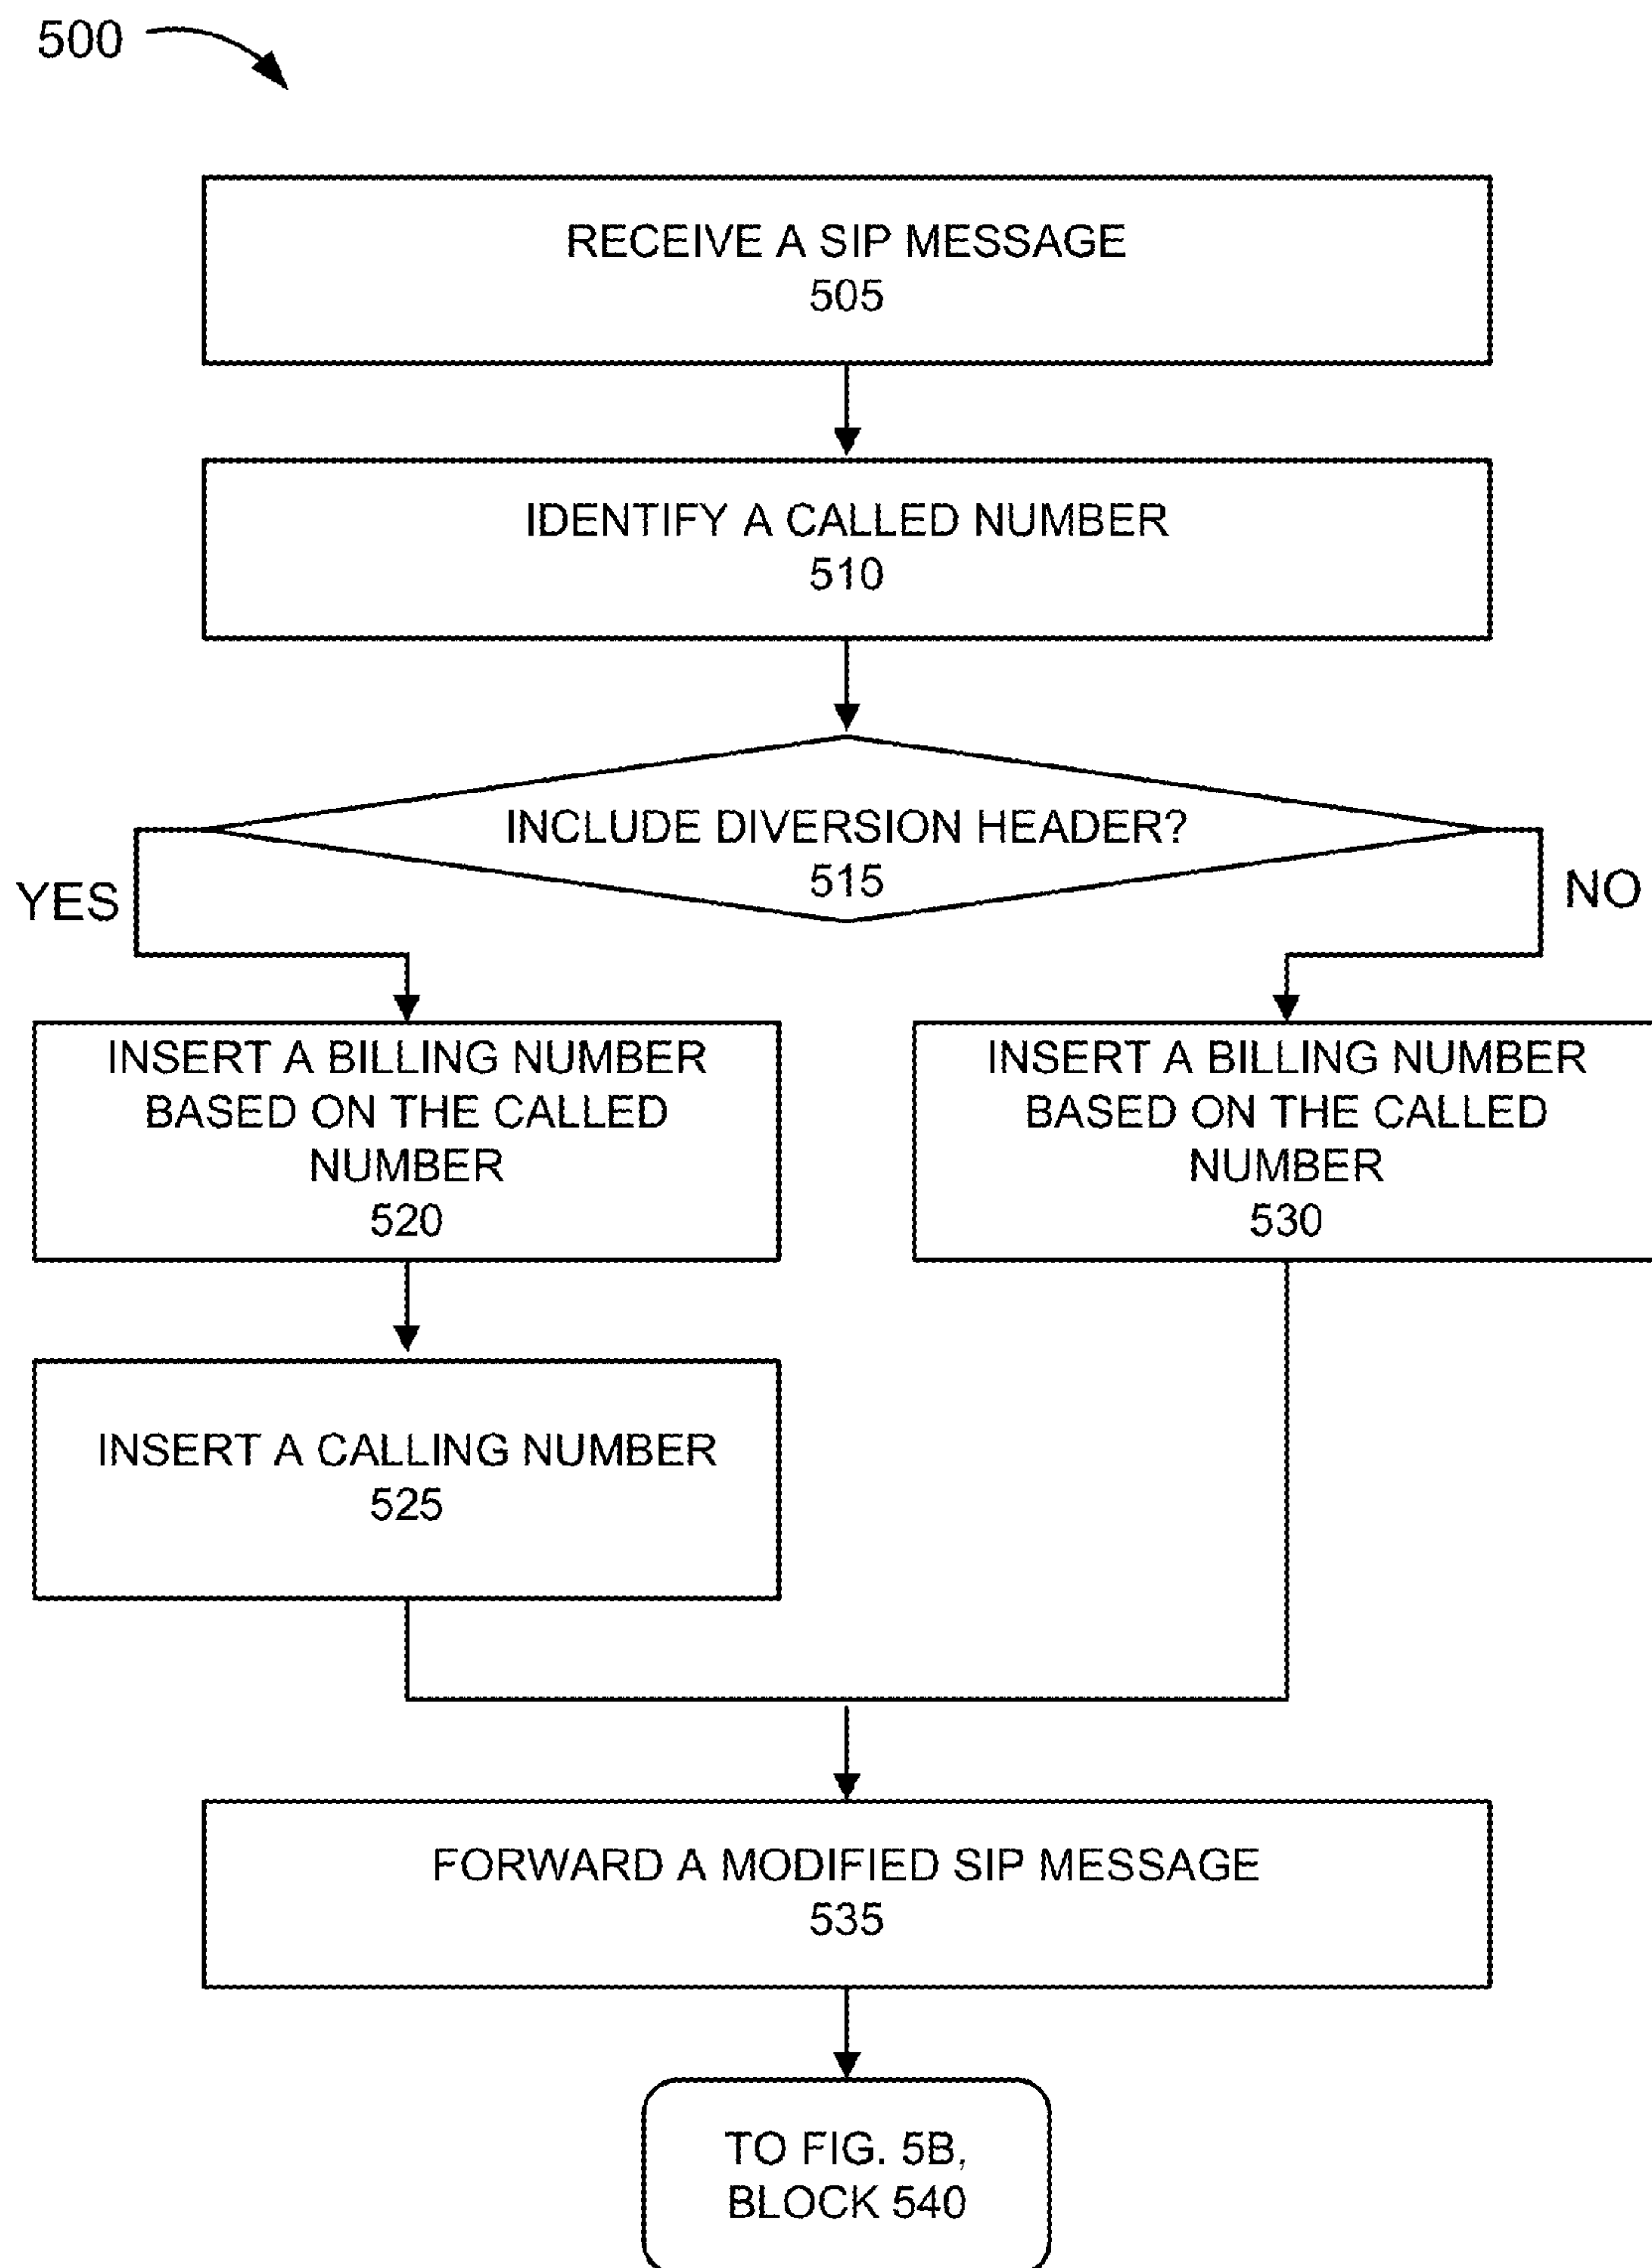 500
RECEIVE A SIP MESSAGE
505
IDENTIFY A CALLED NUMBER
510
INCLUDE DIVERSION HEADER?
515
YES
NO
INSERT A BILLING NUMBER
BASED ON THE CALLED
NUMBER
520
INSERT A BILLING NUMBER
BASED ON THE CALLED
NUMBER
530
INSERT A CALLING NUMBER
525
FORWARD A MODIFIED SIP MESSAGE
535
TO FIG. 5B,
BLOCK 540